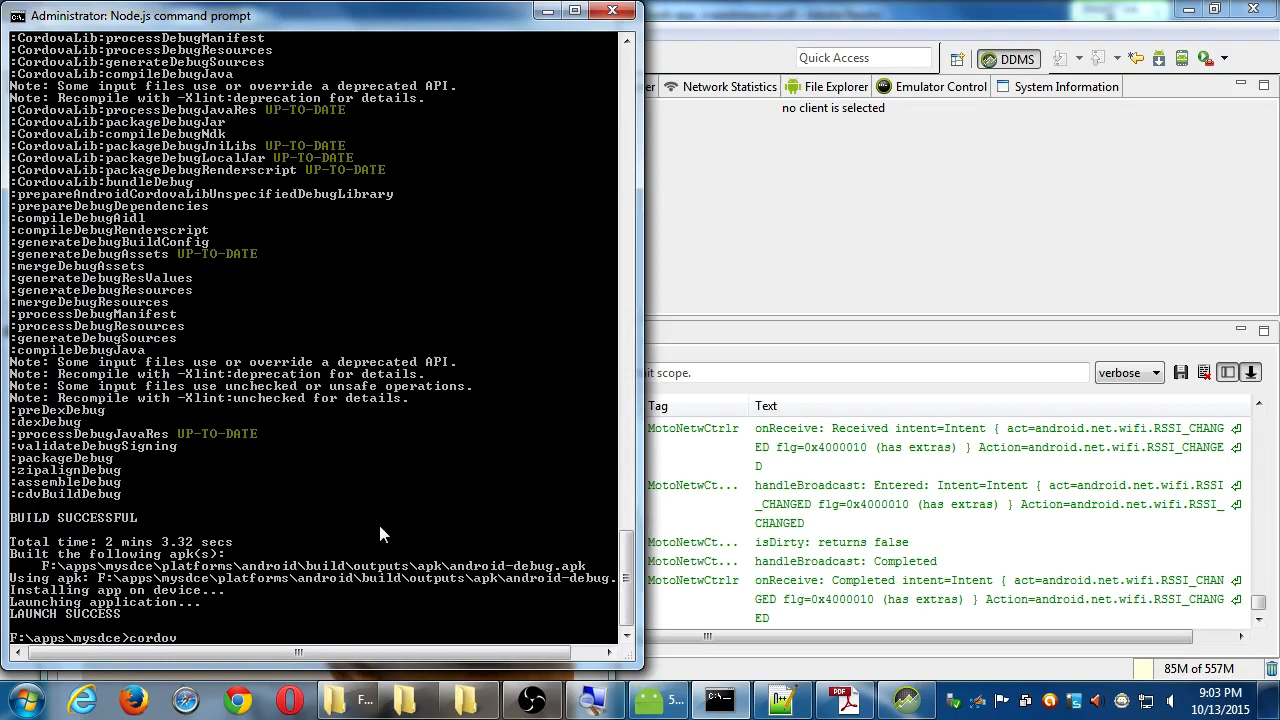 Administrator: Node.js command prompt
:CordovaLib:processDebugManifest
:CordovaLib:processDebugResources
:CordovaLib:generateDebugSources
:CordovaLib:compileDebugJava
Note: Some input files use or override a deprecated API.
Note: Recompile with -Xlint:deprecation for details.
:CordovaLib:processDebugJavaRes UP-TO-DATE
:CordovaLib:packageDebugJar
:CordovaLib:compileDebugNdk
:CordovaLib:packageDebugJniLibs UP-TO-DATE
:CordovaLib:packageDebugLocalJar UP-TO-DATE
:CordovaLib:packageDebugRenderscript UP-TO-DATE
:CordovaLib:bundleDebug
:prepareAndroidCordovaLibUnspecifiedDebugLibrary
:prepareDebugDependencies
:compileDebugAidl
:compileDebugRenderscript
:generateDebugBuildConfig
:generateDebugAssets UP-TO-DATE
:mergeDebugAssets
:generateDebugResValues
:generateDebugResources
:mergeDebugResources
:processDebugManifest
:processDebugResources
:generateDebugSources
:compileDebugJava
Note: Some input files use or override a deprecated API.
Note: Recompile with -Xlint:deprecation for details.
Note: Some input files use unchecked or unsafe operations.
Note: Recompile with -Xlint:unchecked for details.
:preDexDebug
:dexDebug
:processDebugJavaRes UP-TO-DATE
:validateDebugSigning
:packageDebug
:zipalignDebug
:assembleDebug
:cdvBuildDebug
BUILD SUCCESSFUL
Total time: 2 mins 3.32 secs
Built the following apk(s):
F:\apps\mysdce\platforms\android\build\outputs\apk\android-debug.apk
Using apk: F:\apps\mysdce\platforms\android\build\outputs\apk\android-debug.
Installing app on device...
Launching application...
LAUNCH SUCCESS
F:\apps\mysdce>cordov
Quick Access
DDMS
er
Network Statistics
File Explorer
Emulator Control
System Information
no client is selected
it scope.
verbose
Tag
Text
MotoNetwCtrlr
onReceive: Received intent=Intent { act=android.net.wifi.RSSI_CHANG
ED flg=0x4000010 (has extras) } Action=android.net.wifi.RSSI_CHANGE
D
MotoNetwCt...
handleBroadcast: Entered: Intent=Intent { act=android.net.wifi.RSSI
_CHANGED flg=0x4000010 (has extras) } Action=android.net.wifi.RSSI_
CHANGED
MotoNetwCt...
isDirty: returns false
MotoNetwCt...
handleBroadcast: Completed
MotoNetwCtrlr
onReceive: Completed intent=Intent { act=android.net.wifi.RSSI_CHAN
GED flg=0x4000010 (has extras) } Action=android.net.wifi.RSSI_CHANG
ED
85M of 557M
F...
5...
PDF
9:03 PM
10/13/2015